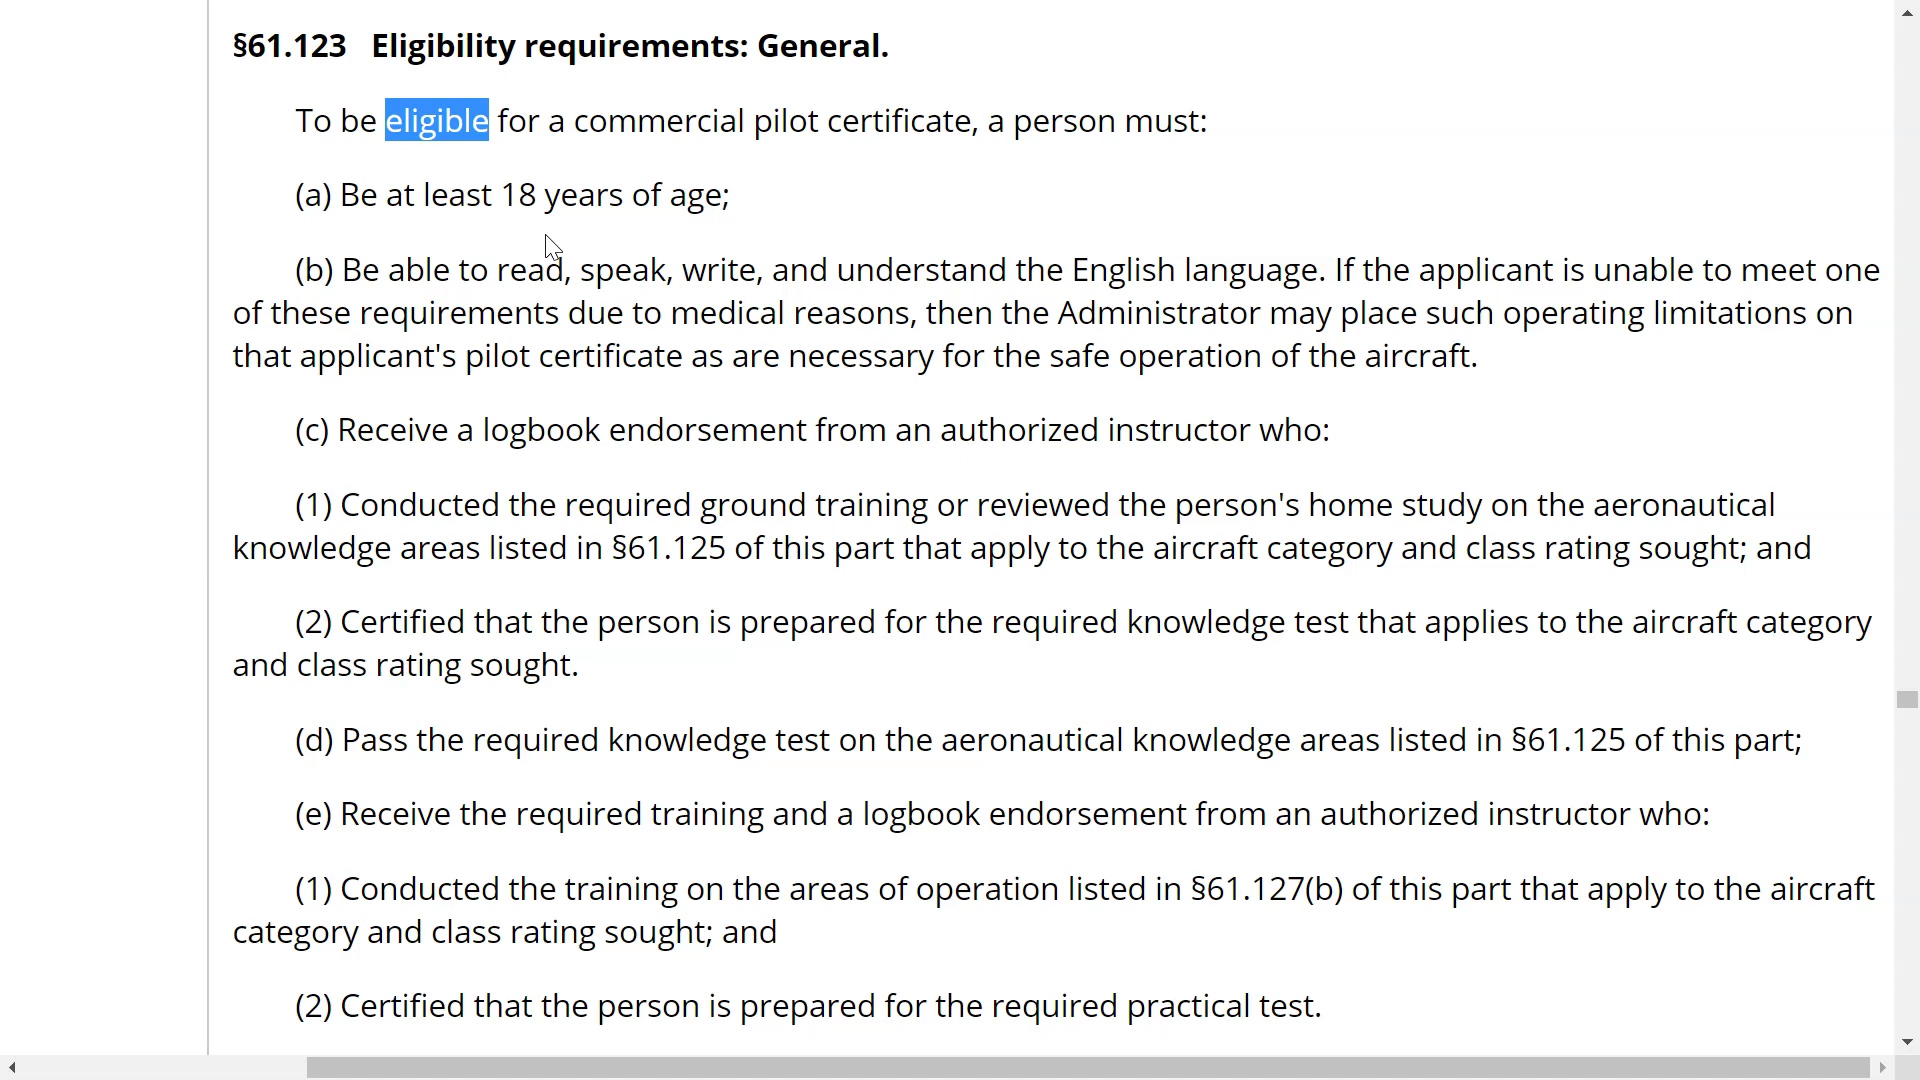 §61.123 Eligibility requirements: General.
To be eligible for a commercial pilot certificate, a person must:
(a) Be at least 18 years of age;
(b) Be able to read, speak, write, and understand the English language. If the applicant is unable to meet one
of these requirements due to medical reasons, then the Administrator may place such operating limitations on
that applicant's pilot certificate as are necessary for the safe operation of the aircraft.
(c) Receive a logbook endorsement from an authorized instructor who:
(1) Conducted the required ground training or reviewed the person's home study on the aeronautical
knowledge areas listed in §61.125 of this part that apply to the aircraft category and class rating sought; and
(2) Certified that the person is prepared for the required knowledge test that applies to the aircraft category
and class rating sought.
(d) Pass the required knowledge test on the aeronautical knowledge areas listed in §61.125 of this part;
(e) Receive the required training and a logbook endorsement from an authorized instructor who:
(1) Conducted the training on the areas of operation listed in §61.127(b) of this part that apply to the aircraft
category and class rating sought; and
(2) Certified that the person is prepared for the required practical test.